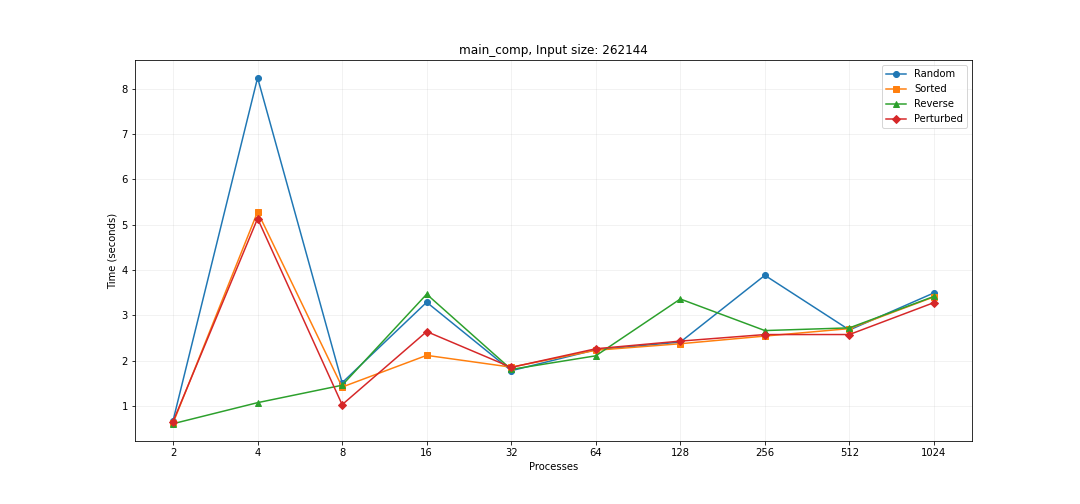 main_comp, Input size: 262144
Random
Sorted
Reverse
Perturbed
Time (seconds)
8
7
6
5
4
3
2
1
2 4 8 16 32 64 128 256 512 1024
Processes